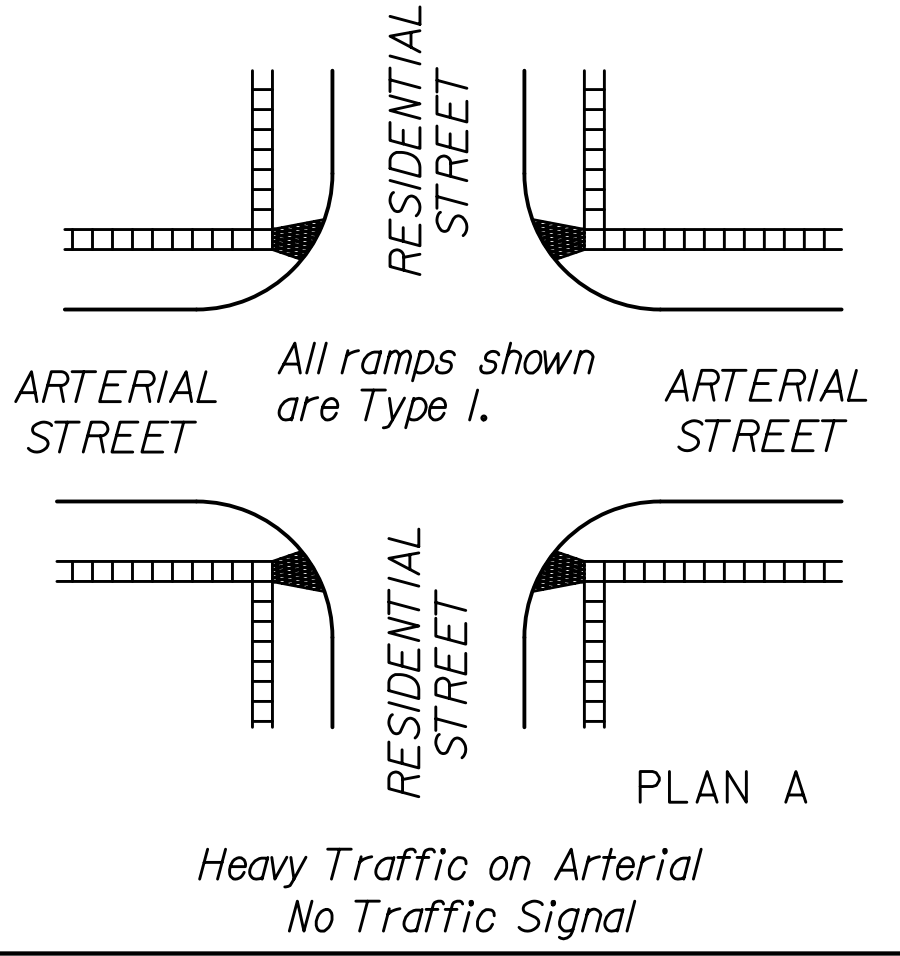 RESIDENTIAL
STREET
All ramps shown
are Type I.
ARTERIAL
STREET
ARTERIAL
STREET
RESIDENTIAL
STREET
PLAN A
Heavy Traffic on Arterial
No Traffic Signal